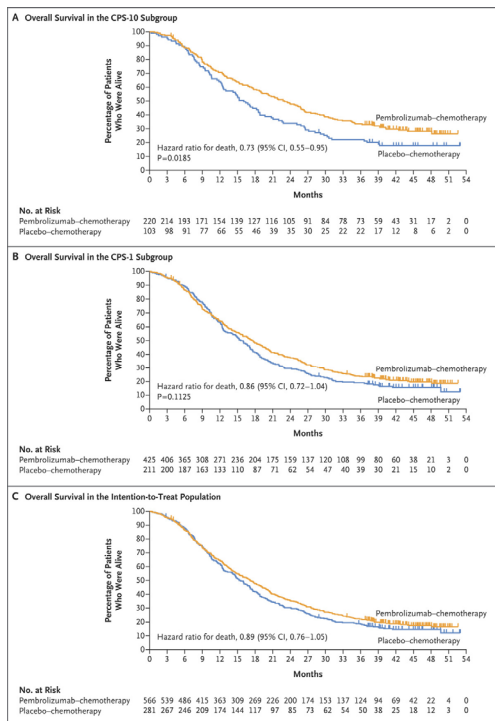 A Overall Survival in the CPS-10 Subgroup
Percentage of Patients
Who Were Alive
100
90
80
70
60
50
40
30
20
10
0
Pembrolizumab–chemotherapy
Hazard ratio for death, 0.73 (95% CI, 0.55–0.95)
P=0.0185
Placebo–chemotherapy
0 3 6 9 12 15 18 21 24 27 30 33 36 39 42 45 48 51 54
Months
No. at Risk
Pembrolizumab–chemotherapy 220 214 193 171 154 139 127 116 105 91 84 78 73 59 43 31 17 2 0
Placebo–chemotherapy 103 98 91 77 66 55 46 39 35 30 25 22 22 17 12 8 6 2 0
B Overall Survival in the CPS-1 Subgroup
Percentage of Patients
Who Were Alive
100
90
80
70
60
50
40
30
20
10
0
Pembrolizumab–chemotherapy
Hazard ratio for death, 0.86 (95% CI, 0.72–1.04)
P=0.1125
Placebo–chemotherapy
0 3 6 9 12 15 18 21 24 27 30 33 36 39 42 45 48 51 54
Months
No. at Risk
Pembrolizumab–chemotherapy 425 406 365 308 271 236 204 175 159 137 120 108 99 80 60 38 21 3 0
Placebo–chemotherapy 211 200 187 163 133 110 87 71 62 54 47 40 39 30 21 15 10 2 0
C Overall Survival in the Intention-to-Treat Population
Percentage of Patients
Who Were Alive
100
90
80
70
60
50
40
30
20
10
0
Pembrolizumab–chemotherapy
Hazard ratio for death, 0.89 (95% CI, 0.76–1.05)
Placebo–chemotherapy
0 3 6 9 12 15 18 21 24 27 30 33 36 39 42 45 48 51 54
Months
No. at Risk
Pembrolizumab–chemotherapy 566 539 486 415 363 309 269 226 200 174 153 137 124 94 69 42 22 4 0
Placebo–chemotherapy 281 267 246 209 174 144 117 97 85 73 62 54 50 38 25 18 12 3 0